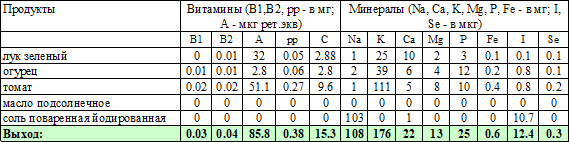 Продукты Витамины (B1,B2, pp - в мг; А - мкг рет.экв) Минералы (Na, Ca, K, Mg, P, Fe - в мг; I, Se - в мкг)
B1 B2 A pp C Na K Ca Mg P Fe I Se
лук зеленый 0 0.01 32 0.05 2.88 1 25 10 2 3 0.1 0.1 0.1
огурец 0.01 0.01 2.8 0.06 2.8 2 39 6 4 12 0.2 0.8 0.1
томат 0.02 0.02 51.1 0.27 9.6 1 111 5 8 10 0.4 0.8 0.2
масло подсолнечное 0 0 0 0 0 0 0 0 0 0 0 0 0
соль поваренная йодированная 0 0 0 0 0 103 0 1 0 0 0 10.7 0
Выход: 0.03 0.04 85.8 0.38 15.3 108 176 22 13 25 0.6 12.4 0.3